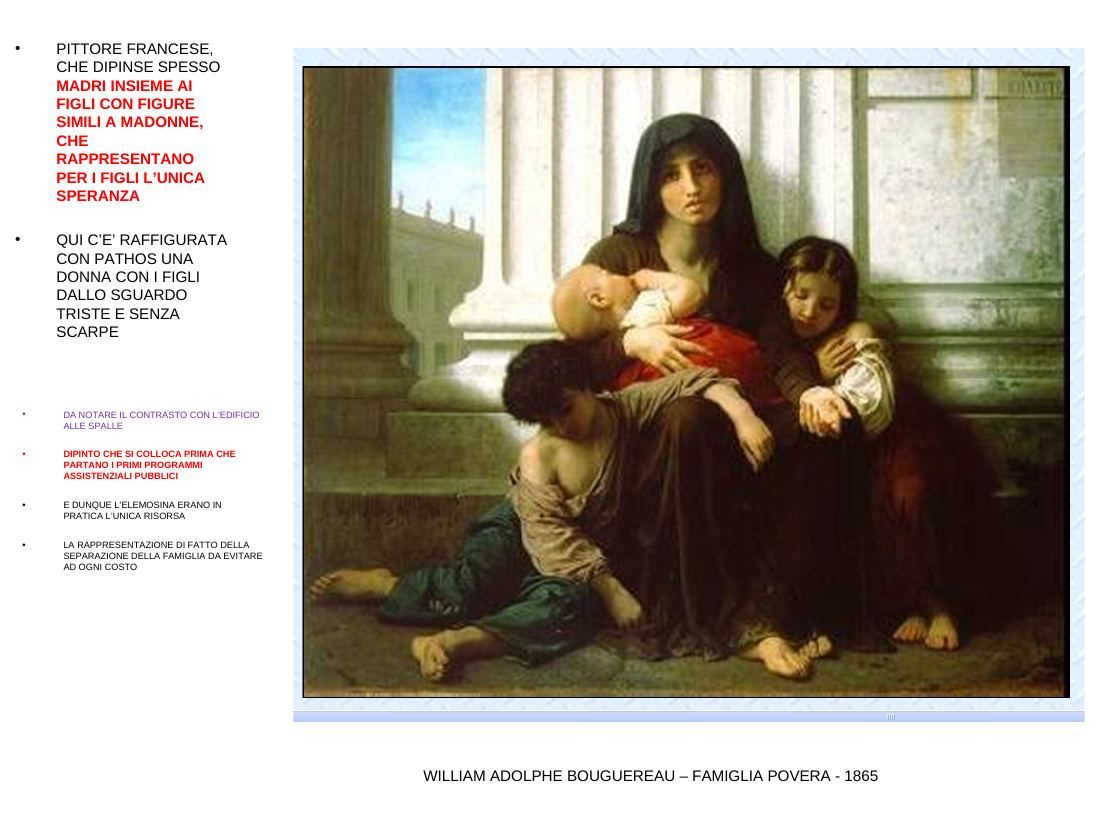 • PITTORE FRANCESE,
CHE DIPINSE SPESSO
MADRI INSIEME AI
FIGLI CON FIGURE
SIMILI A MADONNE,
CHE
RAPPRESENTANO
PER I FIGLI L’UNICA
SPERANZA
• QUI C’E’ RAFFIGURATA
CON PATHOS UNA
DONNA CON I FIGLI
DALLO SGUARDO
TRISTE E SENZA
SCARPE
• DA NOTARE IL CONTRASTO CON L’EDIFICIO
ALLE SPALLE
• DIPINTO CHE SI COLLOCA PRIMA CHE
PARTANO I PRIMI PROGRAMMI
ASSISTENZIALI PUBBLICI
• E DUNQUE L’ELEMOSINA ERANO IN
PRATICA L’UNICA RISORSA
• LA RAPPRESENTAZIONE DI FATTO DELLA
SEPARAZIONE DELLA FAMIGLIA DA EVITARE
AD OGNI COSTO
WILLIAM ADOLPHE BOUGUEREAU – FAMIGLIA POVERA - 1865